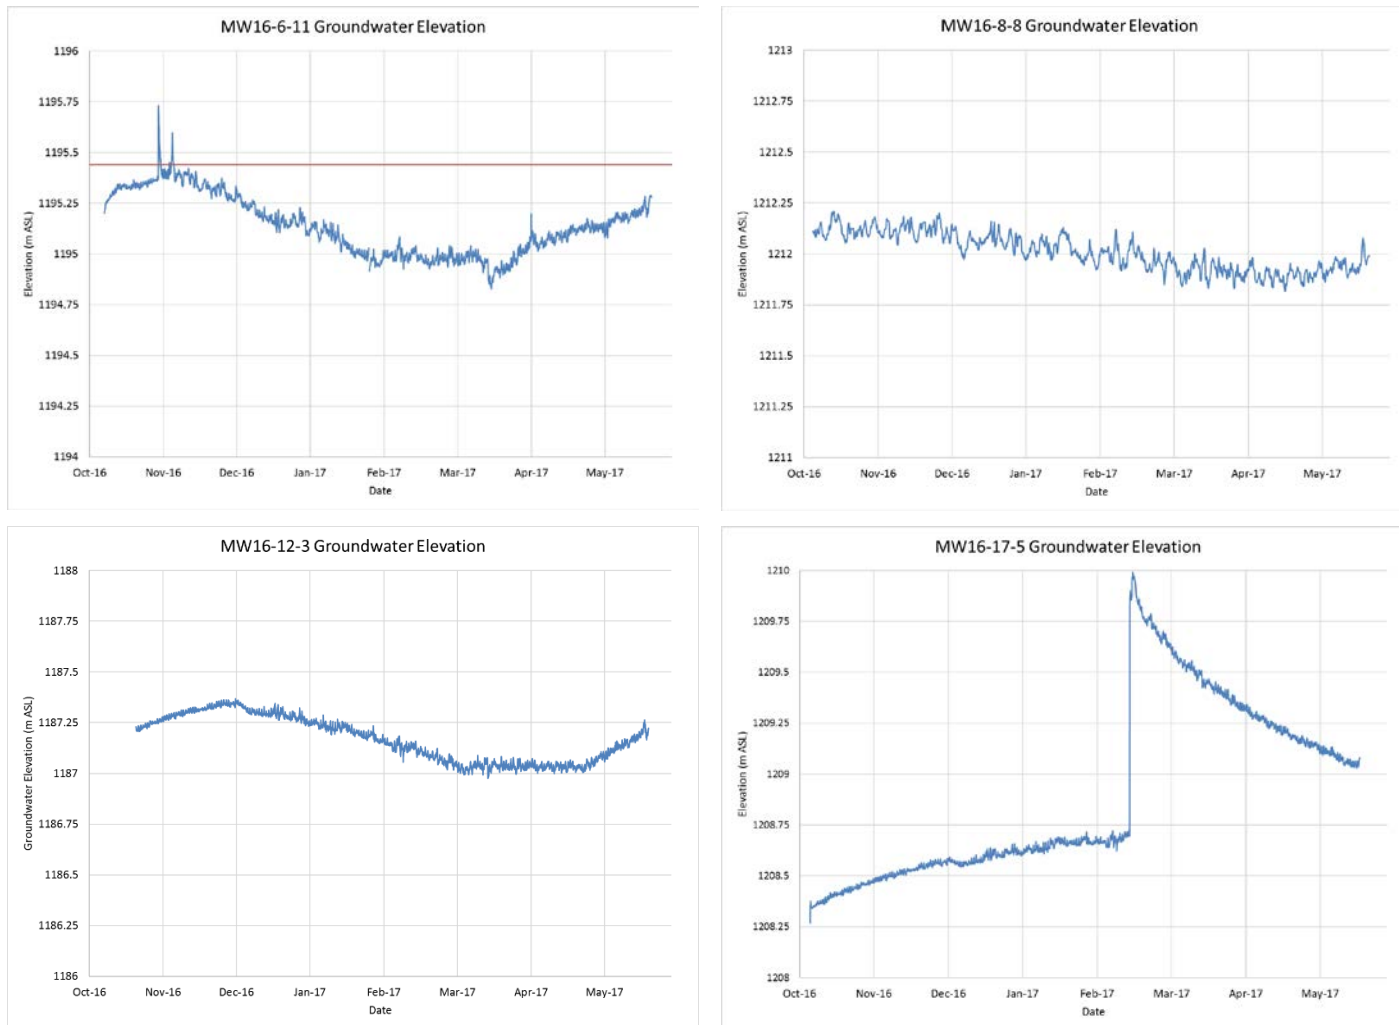 MW16-6-11 Groundwater Elevation
1196
1195.75
1195.5
1195.25
1195
1194.75
1194.5
1194.25
1194
Elevation (m ASL)
Oct-16 Nov-16 Dec-16 Jan-17 Feb-17 Mar-17 Apr-17 May-17
Date
MW16-8-8 Groundwater Elevation
1213
1212.75
1212.5
1212.25
1212
1211.75
1211.5
1211.25
1211
Elevation (m ASL)
Oct-16 Nov-16 Dec-16 Jan-17 Feb-17 Mar-17 Apr-17 May-17
Date
MW16-12-3 Groundwater Elevation
1188
1187.75
1187.5
1187.25
1187
1186.75
1186.5
1186.25
1186
Groundwater Elevation (m ASL)
Oct-16 Nov-16 Dec-16 Jan-17 Feb-17 Mar-17 Apr-17 May-17
Date
MW16-17-5 Groundwater Elevation
1210
1209.75
1209.5
1209.25
1209
1208.75
1208.5
1208.25
1208
Elevation (m ASL)
Oct-16 Nov-16 Dec-16 Jan-17 Feb-17 Mar-17 Apr-17 May-17
Date